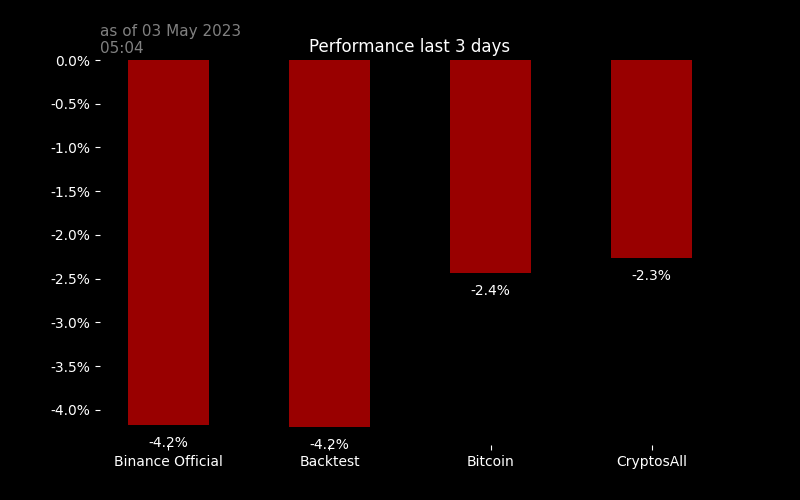 as of 03 May 2023
05:04
Performance last 3 days
0.0%
-0.5%
-1.0%
-1.5%
-2.0%
-2.5%
-3.0%
-3.5%
-4.0%
-4.2%
-4.2%
-2.4%
-2.3%
Binance Official
Backtest
Bitcoin
CryptosAll